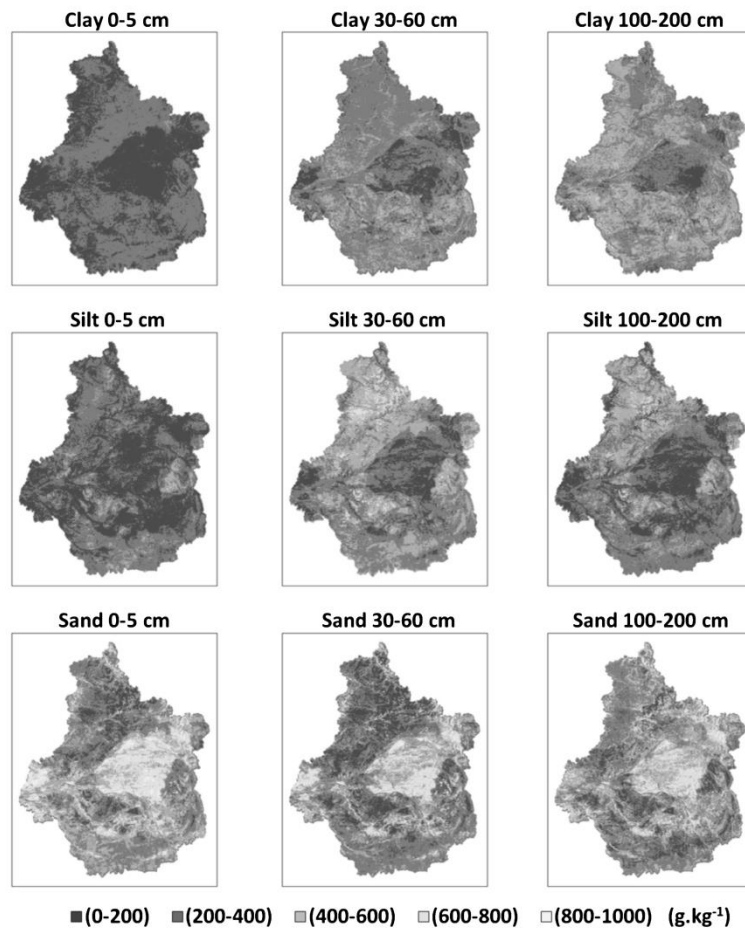 Clay 0-5 cm Clay 30-60 cm Clay 100-200 cm
Silt 0-5 cm Silt 30-60 cm Silt 100-200 cm
Sand 0-5 cm Sand 30-60 cm Sand 100-200 cm
(0-200) (200-400) (400-600) (600-800) (800-1000) (g.kg⁻¹)